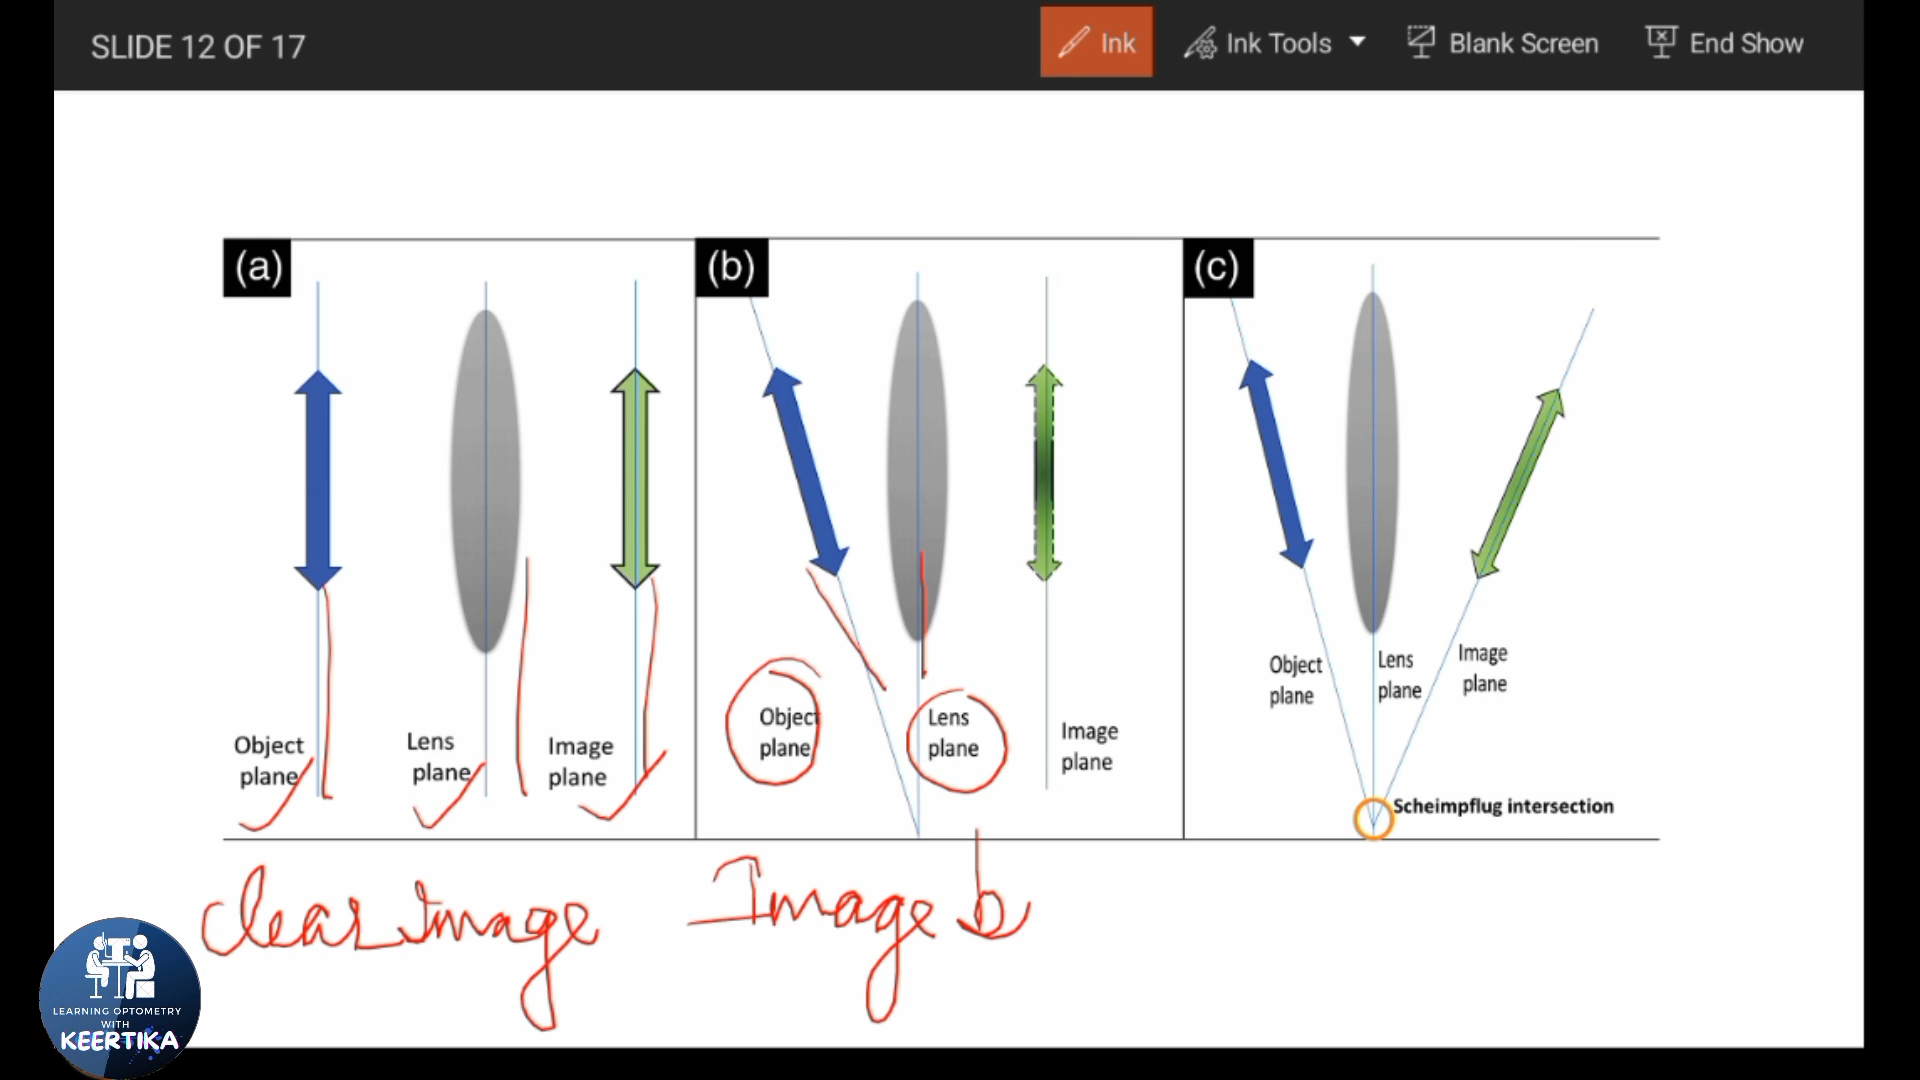 SLIDE 12 OF 17
Ink
Ink Tools
Blank Screen
End Show
(a)
(b)
(c)
Object
plane
Lens
plane
Image
plane
Object
plane
Lens
plane
Image
plane
Object
plane
Lens
plane
Image
plane
Scheimpflug intersection
Clear Image
Image b
LEARNING OPTOMETRY
WITH
KEERTIKA